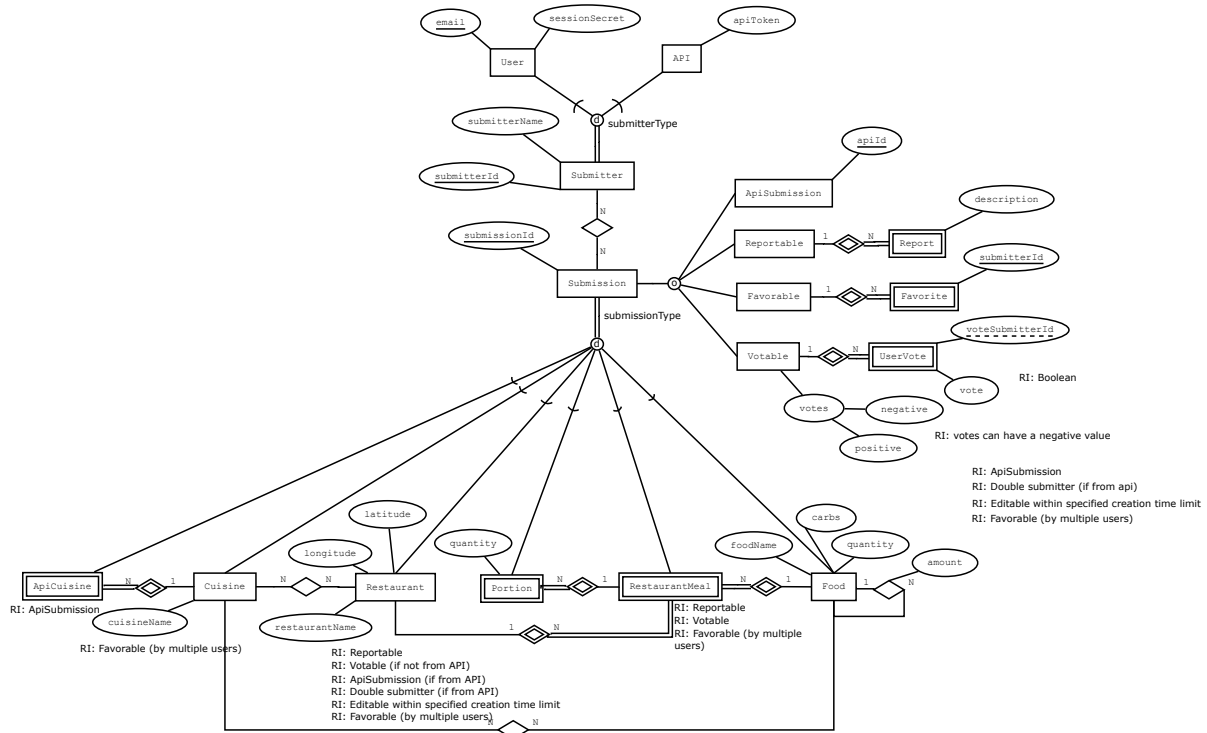 email
sessionSecret
apiToken
User
API
d
submitterType
submitterName
submitterId
Submitter
N
N
submissionId
Submission
o
submissionType
d
apiId
ApiSubmission
description
Reportable
1
N
Report
submitterId
Favorable
1
N
Favorite
voteSubmitterId
Votable
1
N
UserVote
RI: Boolean
vote
votes
negative
positive
RI: votes can have a negative value
RI: ApiSubmission
RI: Double submitter (if from api)
RI: Editable within specified creation time limit
RI: Favorable (by multiple users)
latitude
longitude
quantity
carbs
foodName
quantity
amount
ApiCuisine
N
1
Cuisine
N
N
Restaurant
Portion
N
1
RestaurantMeal
N
1
Food
1
N
RI: ApiSubmission
cuisineName
restaurantName
1
N
RI: Reportable
RI: Votable
RI: Favorable (by multiple
users)
RI: Favorable (by multiple users)
RI: Reportable
RI: Votable (if not from API)
RI: ApiSubmission (if from API)
RI: Double submitter (if from API)
RI: Editable within specified creation time limit
RI: Favorable (by multiple users)
N
N